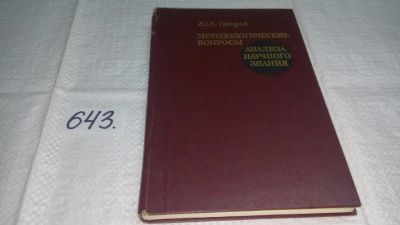 643.
Ю.А. Петров
МЕТОДОЛОГИЧЕСКИЕ
ВОПРОСЫ
АНАЛИЗА
НАУЧНОГО
ЗНАНИЯ